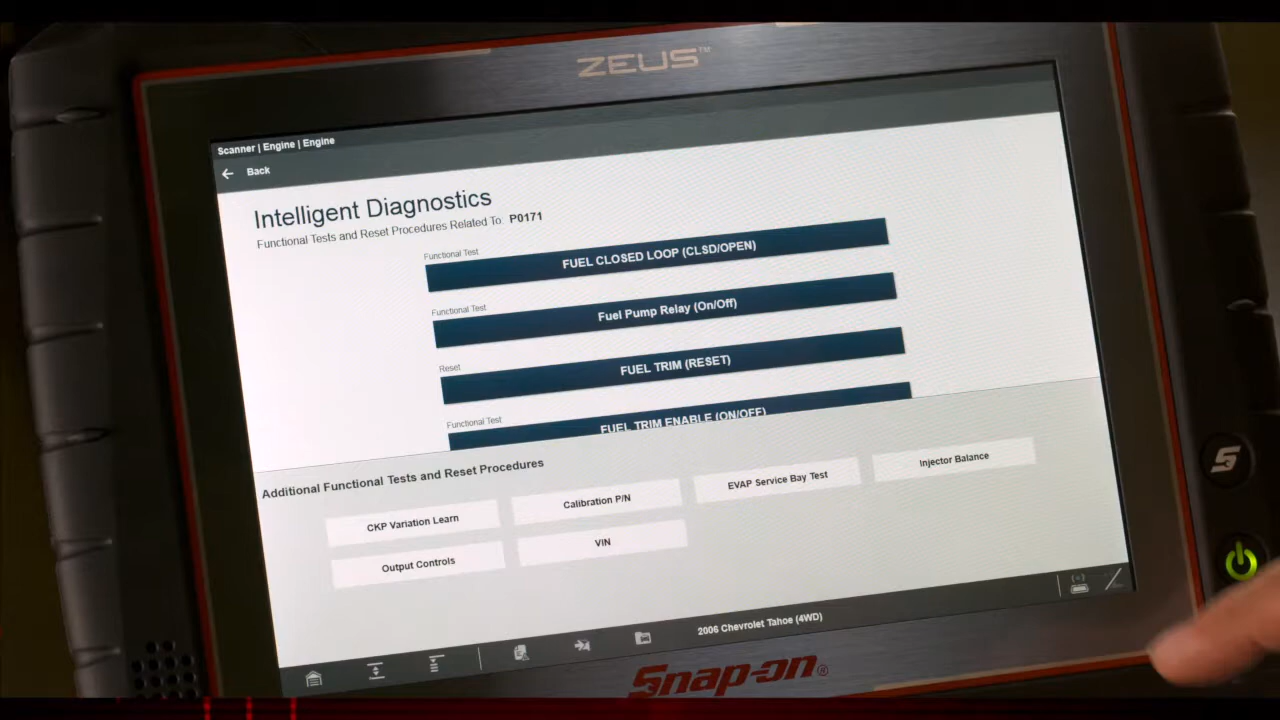 ZEUS™
Scanner | Engine | Engine
Back
Intelligent Diagnostics
Functional Tests and Reset Procedures Related To: P0171
Functional Test
FUEL CLOSED LOOP (CLSD/OPEN)
Functional Test
Fuel Pump Relay (On/Off)
Reset
FUEL TRIM (RESET)
Functional Test
FUEL TRIM ENABLE (ON/OFF)
Additional Functional Tests and Reset Procedures
CKP Variation Learn
Calibration P/N
EVAP Service Bay Test
Injector Balance
Output Controls
VIN
2006 Chevrolet Tahoe (4WD)
Snap-on®